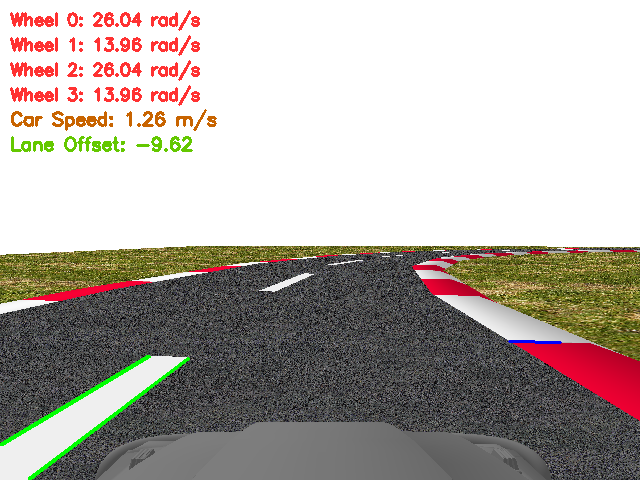 Wheel 0: 26.04 rad/s
Wheel 1: 13.96 rad/s
Wheel 2: 26.04 rad/s
Wheel 3: 13.96 rad/s
Car Speed: 1.26 m/s
Lane Offset: -9.62